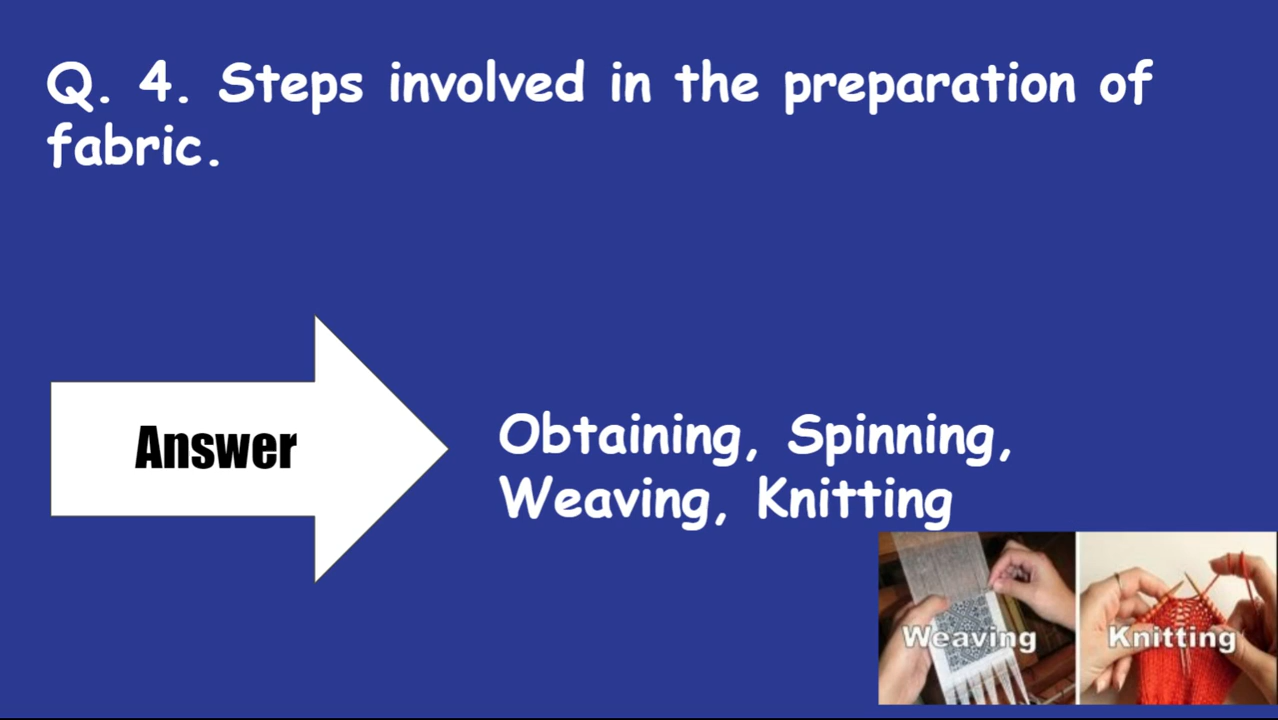 Q. 4. Steps involved in the preparation of
fabric.
Answer
Obtaining, Spinning,
Weaving, Knitting
Weaving
Knitting